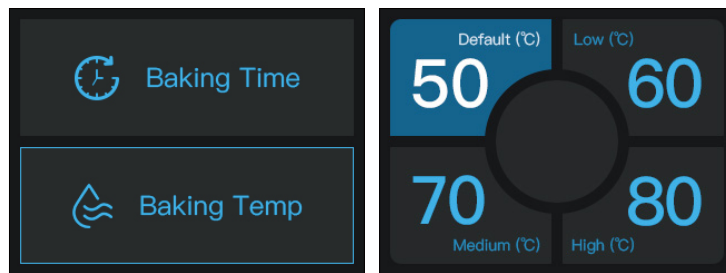 Baking Time
Baking Temp
Default (℃)
50
Low (℃)
60
70
Medium (℃)
80
High (℃)